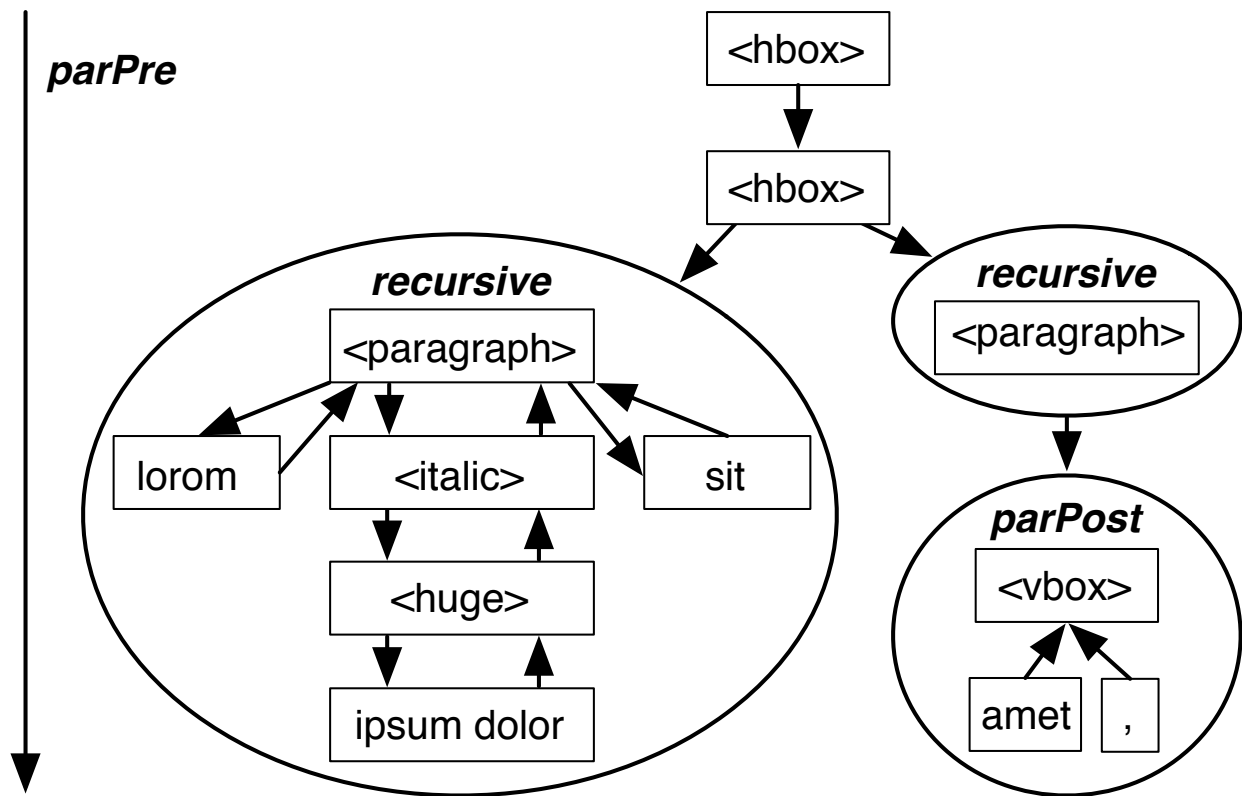 parPre
<hbox>
<hbox>
recursive
<paragraph>
lorom
<italic>
sit
<huge>
ipsum dolor
recursive
<paragraph>
parPost
<vbox>
amet
,